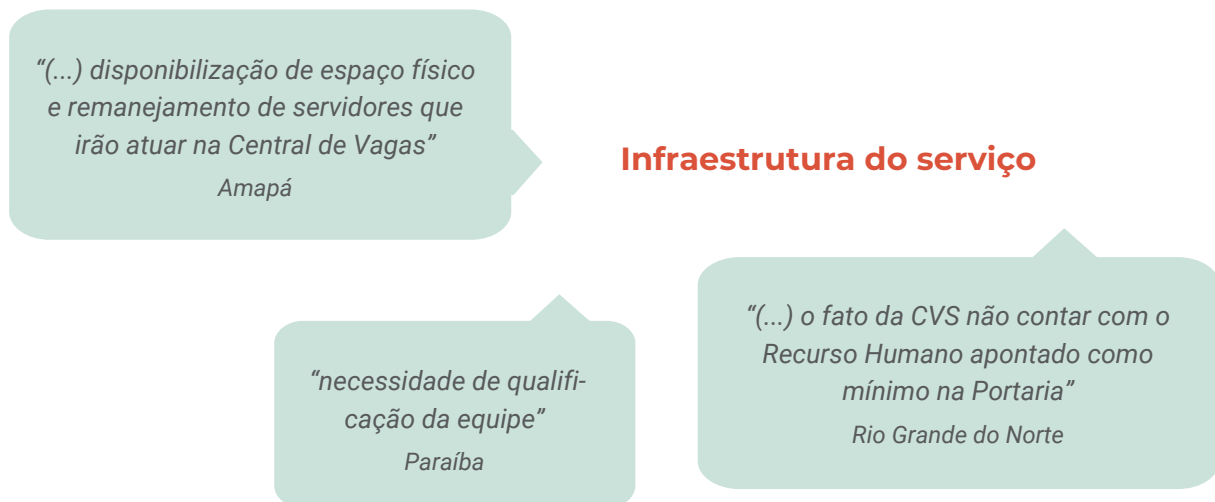 “(...) disponibilização de espaço físico
e remanejamento de servidores que
irão atuar na Central de Vagas”
Amapá
Infraestrutura do serviço
“(...) o fato da CVS não contar com o
Recurso Humano apontado como
mínimo na Portaria”
Rio Grande do Norte
“necessidade de qualifi-
cação da equipe”
Paraíba